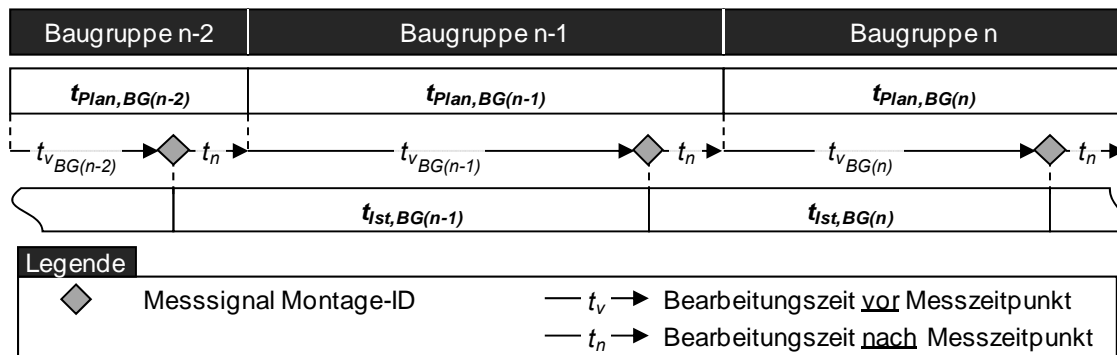 Baugruppe n-2 Baugruppe n-1 Baugruppe n
tPlan,BG(n-2) tPlan,BG(n-1) tPlan,BG(n)
tvBG(n-2) tn tvBG(n-1) tn tvBG(n) tn
tIst,BG(n-1) tIst,BG(n)
Legende
Messsignal Montage-ID tv Bearbeitungszeit vor Messzeitpunkt
tn Bearbeitungszeit nach Messzeitpunkt